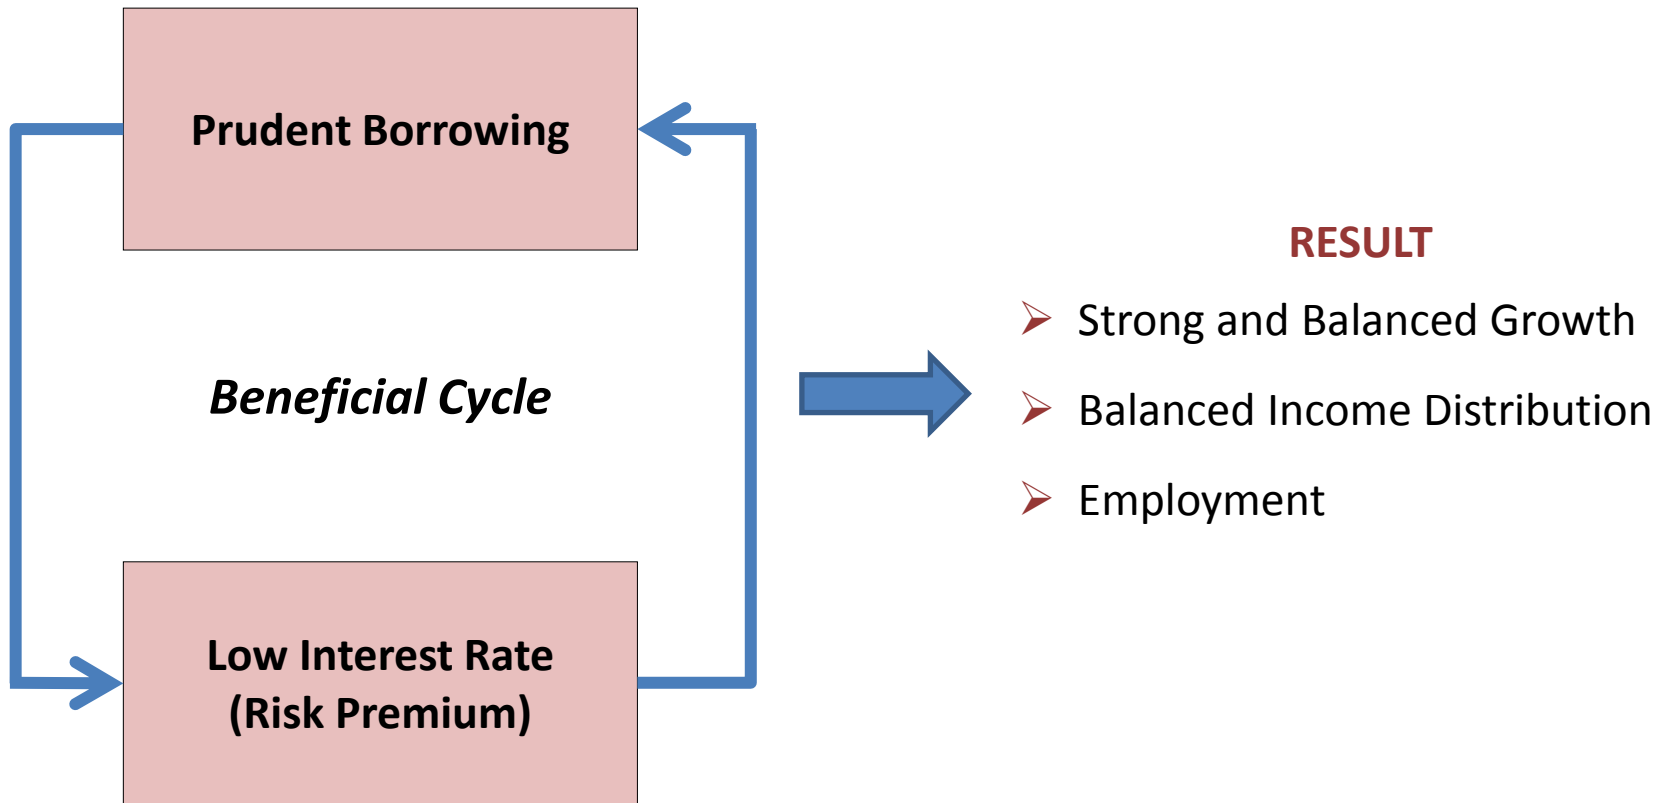 Prudent Borrowing
Beneficial Cycle
Low Interest Rate
(Risk Premium)
RESULT
Strong and Balanced Growth
Balanced Income Distribution
Employment